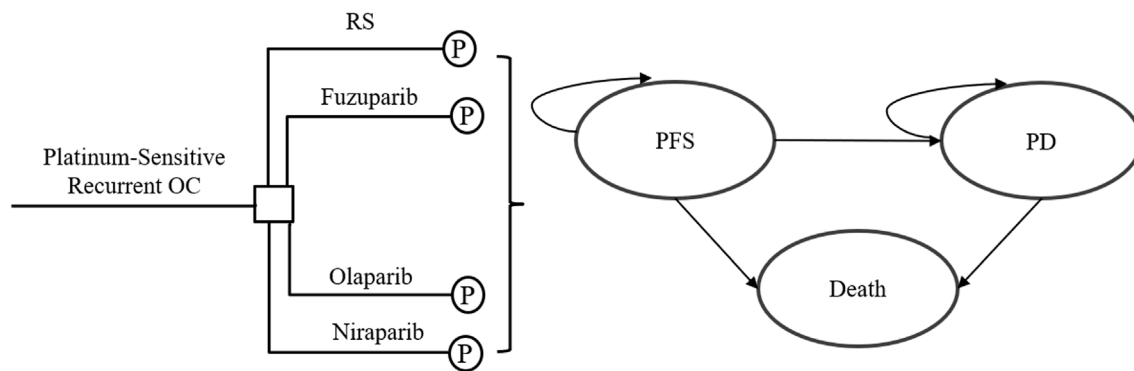 RS
P
Fuzuparib
P
Platinum-Sensitive
Recurrent OC
Olaparib
P
Niraparib
P
PFS
PD
Death